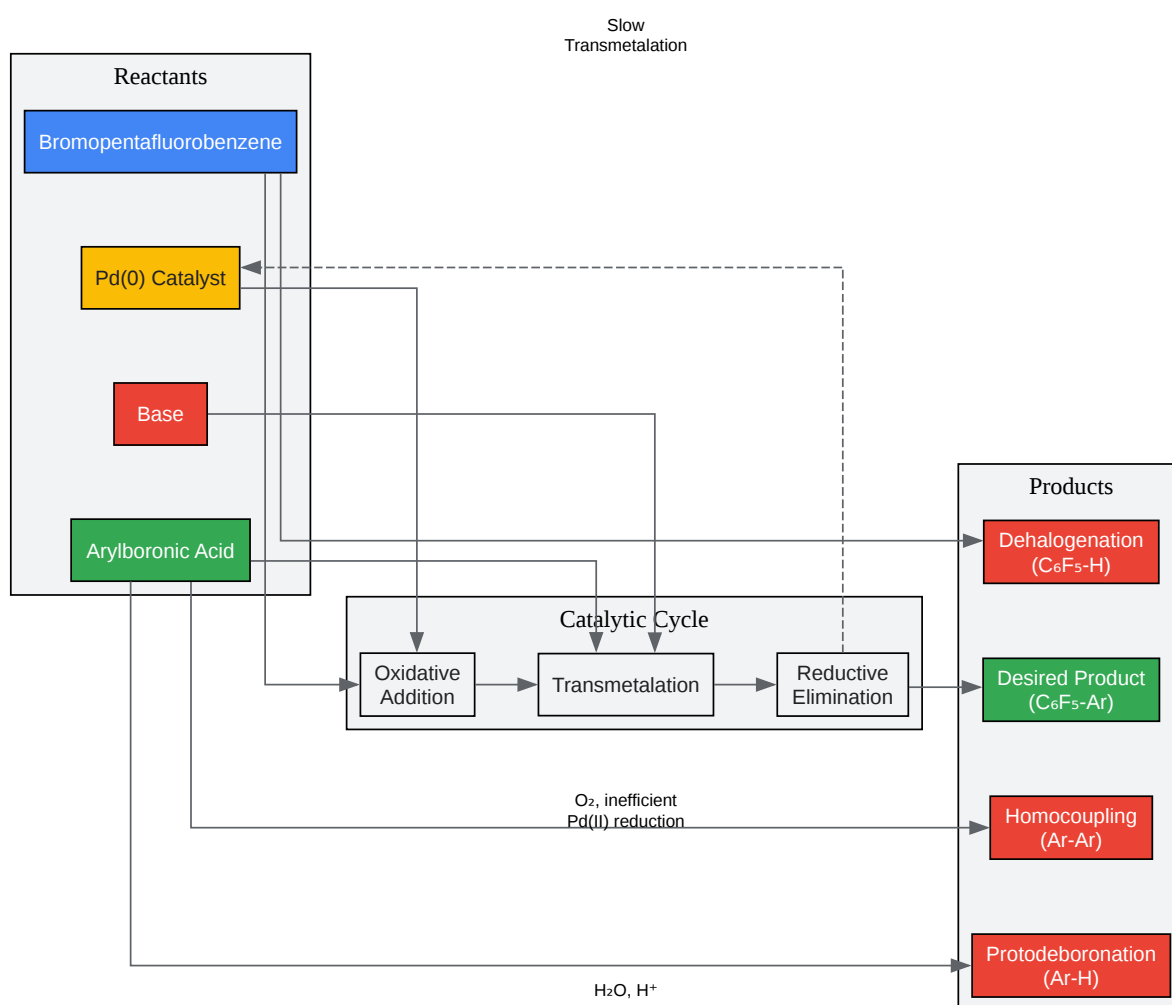 Slow
Transmetalation
Reactants
Bromopentafluorobenzene
Pd(0) Catalyst
Base
Arylboronic Acid
Catalytic Cycle
Oxidative
Addition
Transmetalation
Reductive
Elimination
Products
Dehalogenation
(C₆F₅-H)
Desired Product
(C₆F₅-Ar)
Homocoupling
(Ar-Ar)
Protodeboronation
(Ar-H)
O₂, inefficient
Pd(II) reduction
H₂O, H⁺